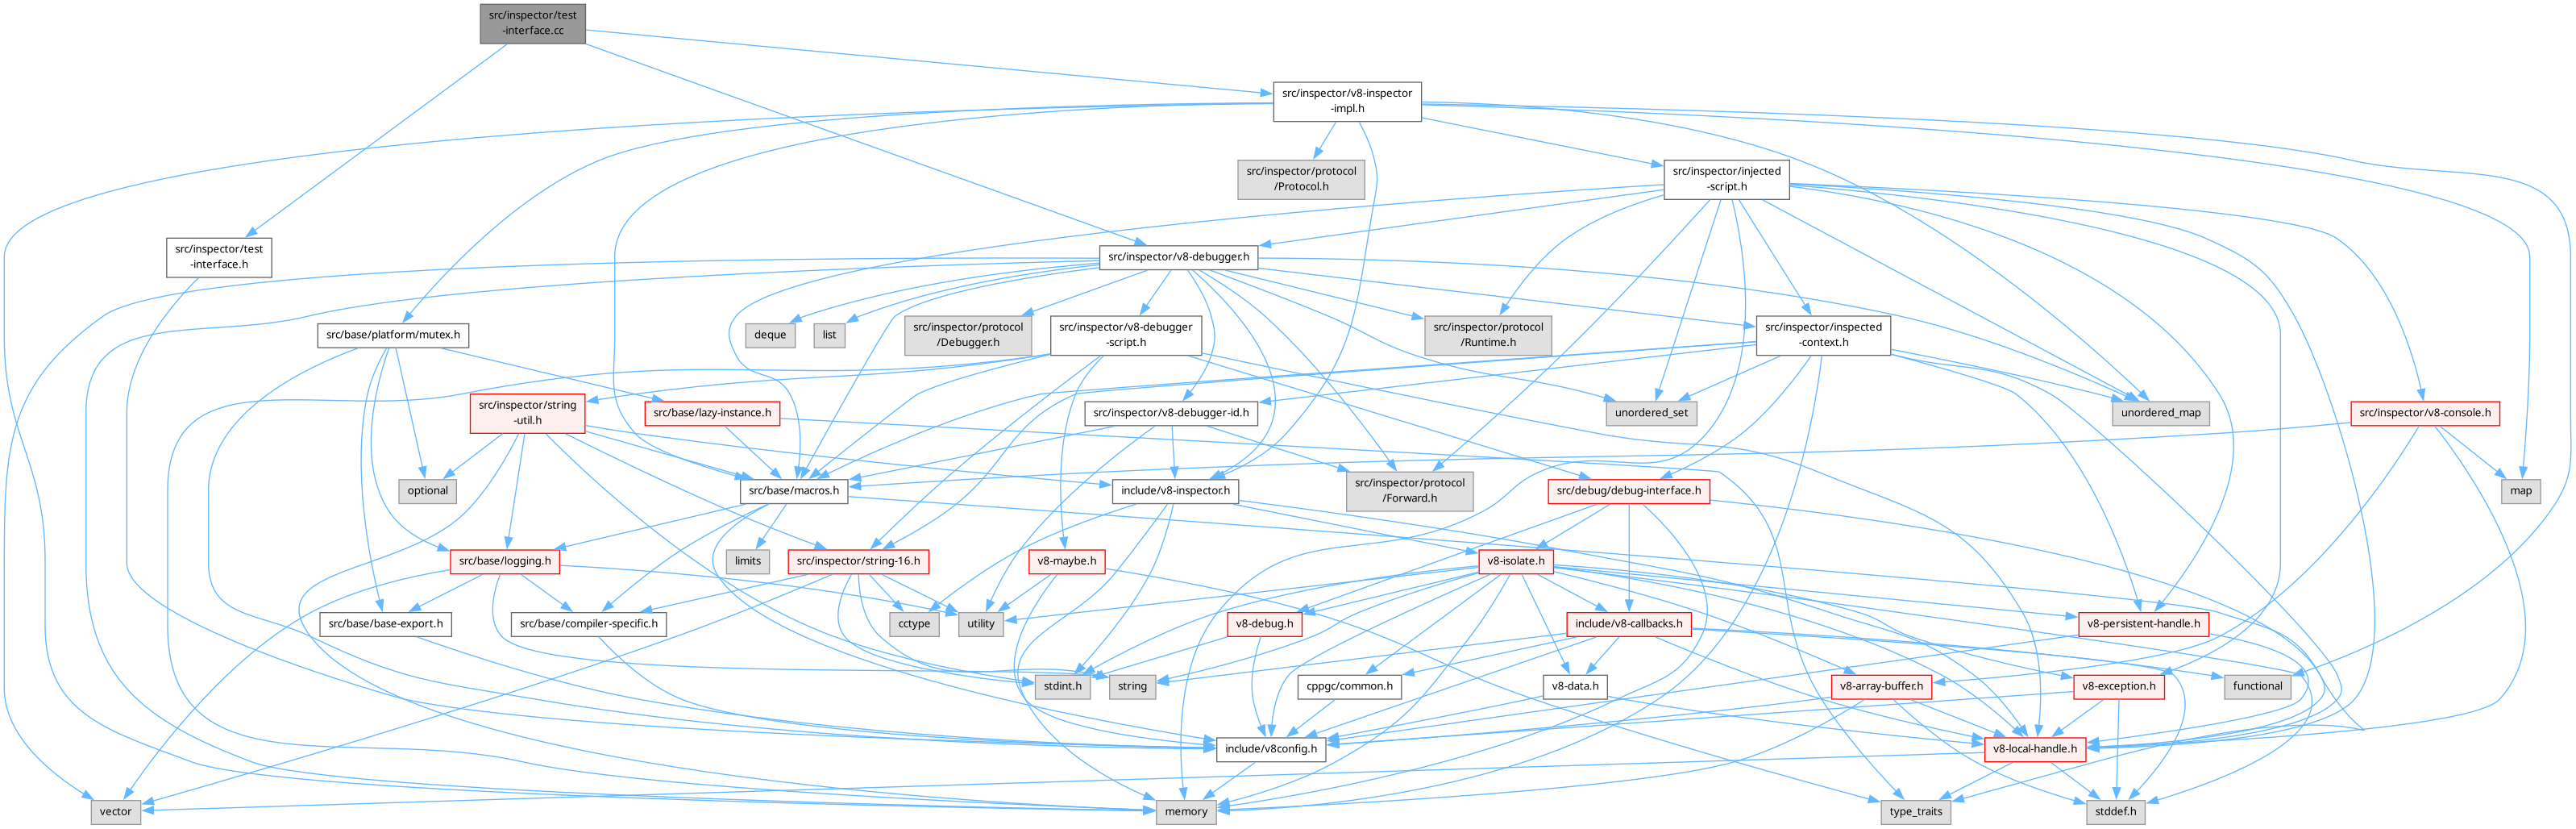 src/inspector/test
-interface.cc
src/inspector/v8-inspector
-impl.h
src/inspector/protocol
/Protocol.h
src/inspector/injected
-script.h
src/inspector/test
-interface.h
src/inspector/v8-debugger.h
src/base/platform/mutex.h
deque
list
src/inspector/protocol
/Debugger.h
src/inspector/v8-debugger
-script.h
src/inspector/protocol
/Runtime.h
src/inspector/inspected
-context.h
src/inspector/string
-util.h
src/base/lazy-instance.h
src/inspector/v8-debugger-id.h
unordered_set
unordered_map
src/inspector/v8-console.h
optional
src/base/macros.h
include/v8-inspector.h
src/inspector/protocol
/Forward.h
src/debug/debug-interface.h
map
src/base/logging.h
limits
src/inspector/string-16.h
v8-maybe.h
v8-isolate.h
src/base/base-export.h
src/base/compiler-specific.h
cctype
utility
v8-debug.h
include/v8-callbacks.h
v8-persistent-handle.h
stdint.h
string
cppgc/common.h
v8-data.h
v8-array-buffer.h
v8-exception.h
functional
include/v8config.h
v8-local-handle.h
vector
memory
type_traits
stddef.h